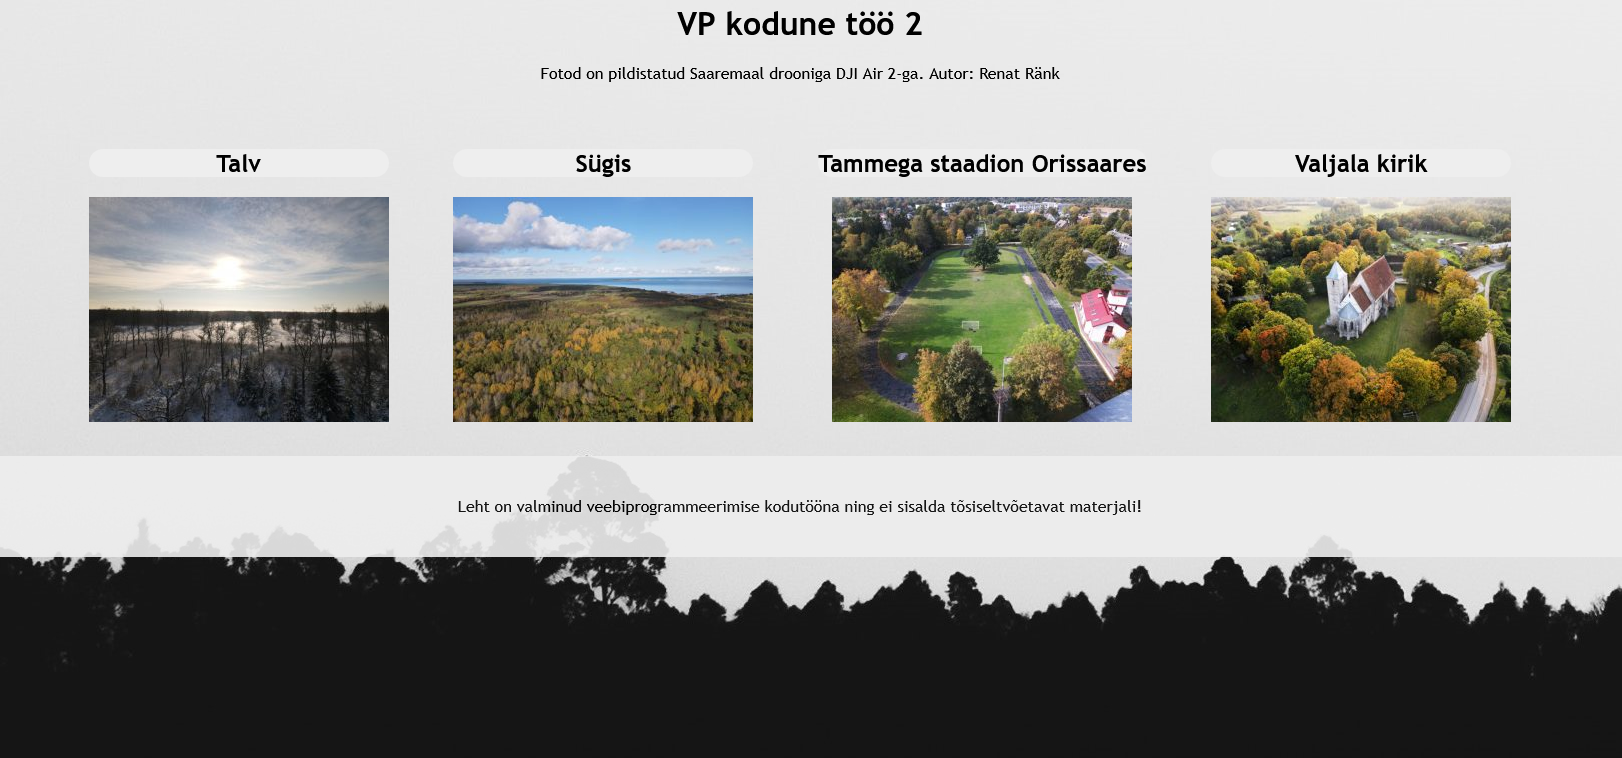 VP kodune töö 2
Fotod on pildistatud Saaremaal drooniga DJI Air 2-ga. Autor: Renat Ränk
Talv
Sügis
Tammega staadion Orissaares
Valjala kirik
Leht on valminud veebiprogrammeerimise kodutööna ning ei sisalda tõsiseltvõetavat materjali!